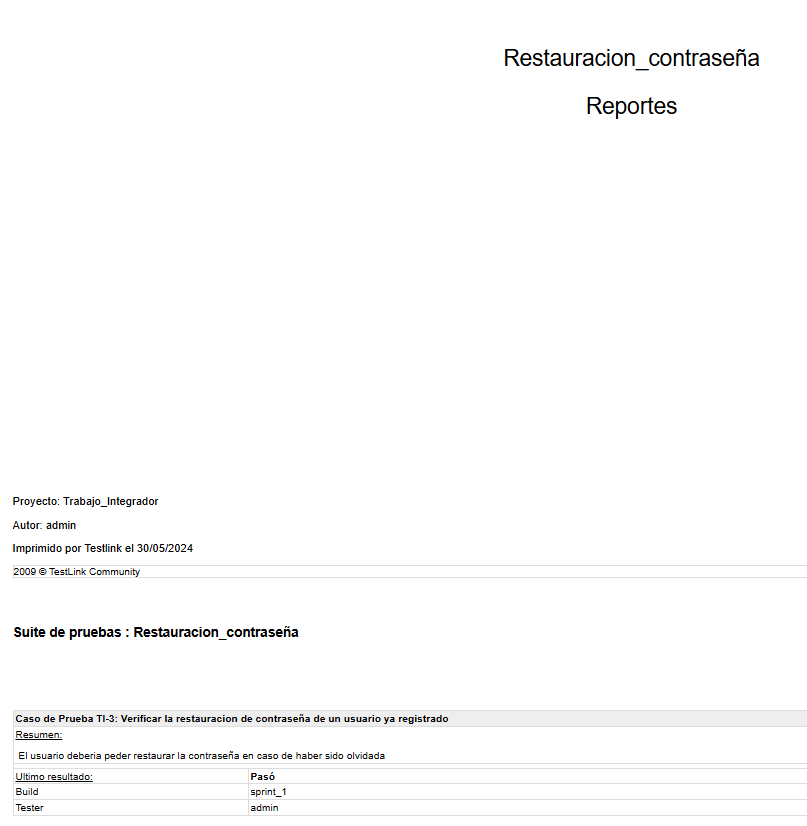 Restauracion_contraseña
Reportes
Proyecto: Trabajo_Integrador
Autor: admin
Imprimido por Testlink el 30/05/2024
2009 © TestLink Community
Suite de pruebas : Restauracion_contraseña
Caso de Prueba TI-3: Verificar la restauracion de contraseña de un usuario ya registrado
Resumen:
El usuario deberia peder restaurar la contraseña en caso de haber sido olvidada
Ultimo resultado: Pasó
Build sprint_1
Tester admin